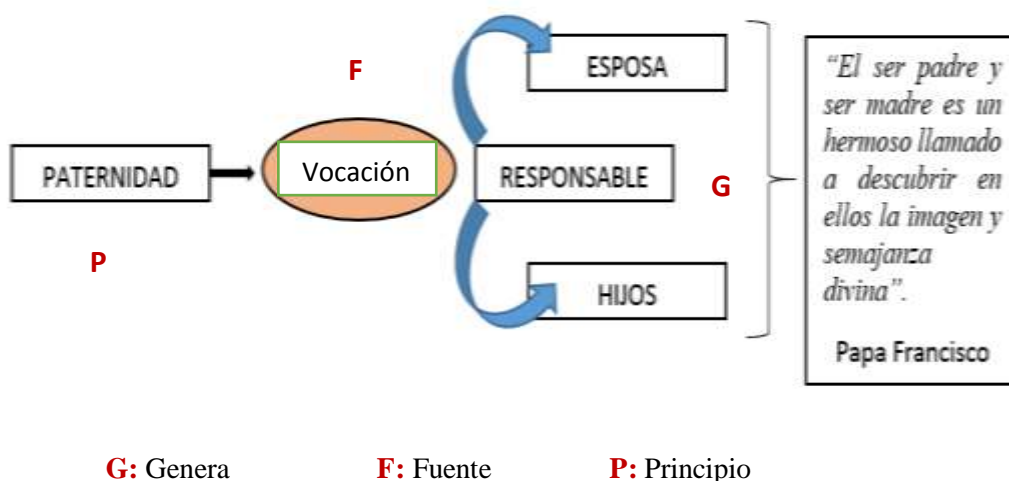 F
ESPOSA
PATERNIDAD
Vocación
RESPONSABLE
G
P
HIJOS
"El ser padre y
ser madre es un
hermoso llamado
a descubrir en
ellos la imagen y
semajanza
divina".
Papa Francisco
G: Genera F: Fuente P: Principio